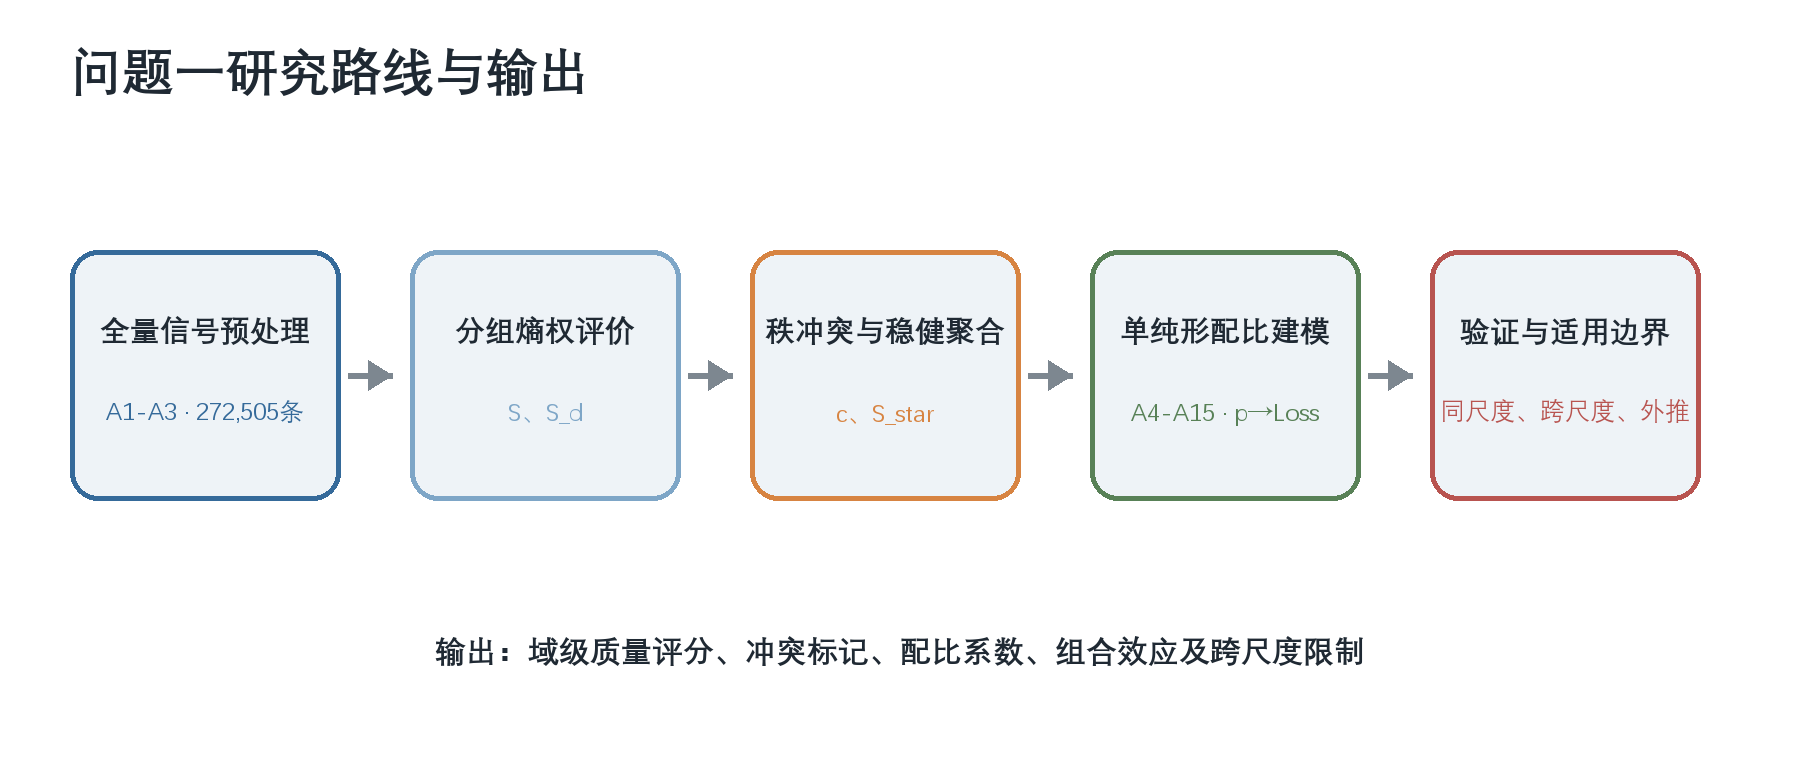 问题一研究路线与输出
全量信号预处理
A1-A3 · 272,505条
分组熵权评价
S、S_d
秩冲突与稳健聚合
c、S_star
单纯形配比建模
A4-A15 · p→Loss
验证与适用边界
同尺度、跨尺度、外推
输出：域级质量评分、冲突标记、配比系数、组合效应及跨尺度限制